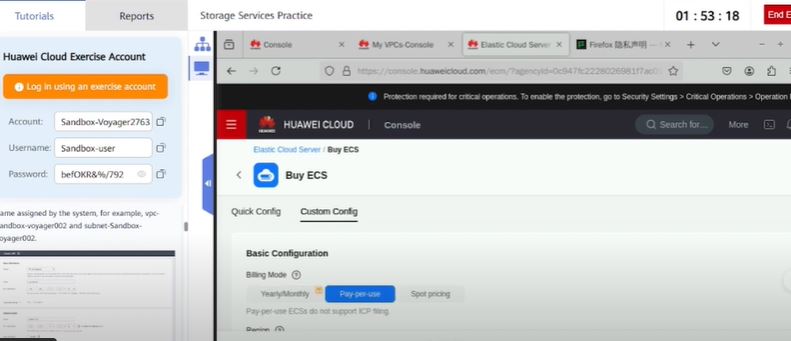 Tutorials
Reports
Storage Services Practice
01 : 53 : 18
End E
Huawei Cloud Exercise Account
Log in using an exercise account
Account: Sandbox-Voyager2763
Username: Sandbox-user
Password: befOKR&%/792
ame assigned by the system, for example, vpc-
andbox-voyager002 and subnet-Sandbox-
oyager002.
Console
My VPCs-Console
Elastic Cloud Server
Firefox 隐私声明 —
https://console.huaweicloud.com/ecm/?agencyId=0c947fc2228026981f7ac0
Protection required for critical operations. To enable the protection, go to Security Settings > Critical Operations > Operation
HUAWEI
HUAWEI CLOUD | Console
Search for...
More
Elastic Cloud Server / Buy ECS
Buy ECS
Quick Config
Custom Config
Basic Configuration
Billing Mode
Yearly/Monthly
Pay-per-use
Spot pricing
Pay-per-use ECSs do not support ICP filing.
Region